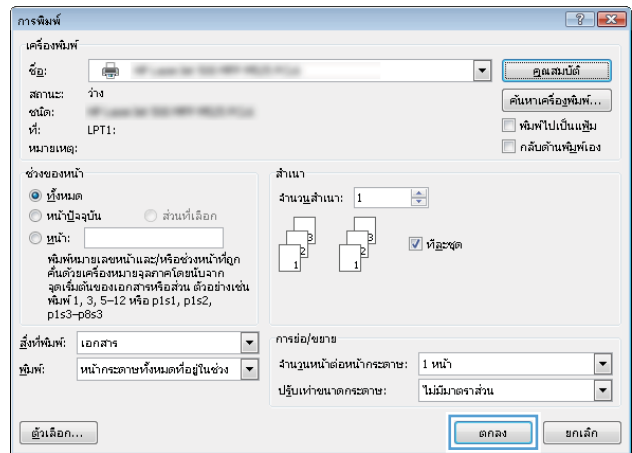 การพิมพ์
เครื่องพิมพ์
ชื่อ:
คุณสมบัติ
สถานะ: ว่าง
ชนิด:
ค้นหาเครื่องพิมพ์...
ที่: LPT1:
พิมพ์ไปเป็นแฟ้ม
หมายเหตุ:
กลับด้านพิมพ์เอง
ช่วงของหน้า
ทั้งหมด
หน้าปัจจุบัน ส่วนที่เลือก
หน้า:
พิมพ์หมายเลขหน้าและ/หรือช่วงหน้าที่ถูก
คั่นด้วยเครื่องหมายจุลภาคโดยนับจาก
จุดเริ่มต้นของเอกสารหรือส่วน ตัวอย่างเช่น
พิมพ์ 1, 3, 5–12 หรือ p1s1, p1s2,
p1s3–p8s3
สำเนา
จำนวนสำเนา: 1
3 3
2 2
1 1
ทีละชุด
สิ่งที่พิมพ์: เอกสาร
พิมพ์: หน้ากระดาษทั้งหมดที่อยู่ในช่วง
การย่อ/ขยาย
จำนวนหน้าต่อหน้ากระดาษ: 1 หน้า
ปรับเท่าขนาดกระดาษ: ไม่มีมาตราส่วน
ตัวเลือก...
ตกลง
ยกเลิก